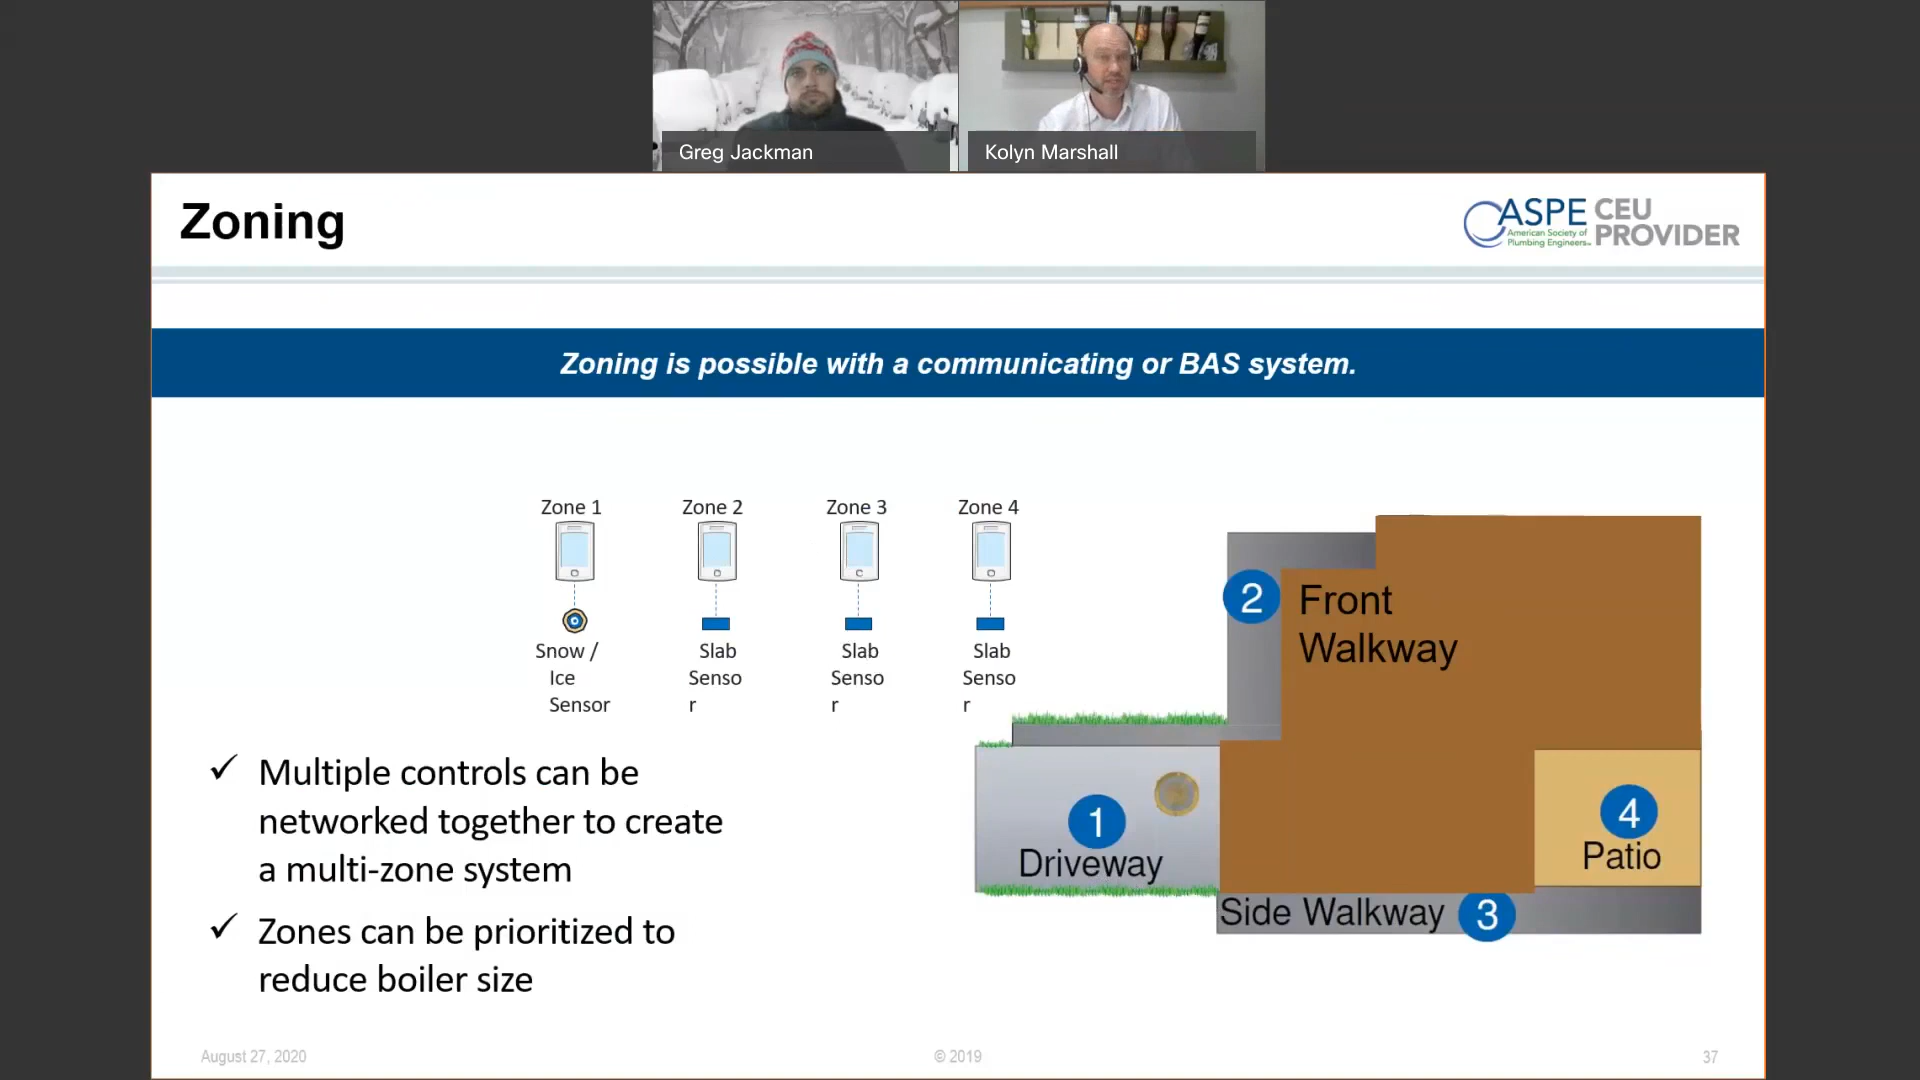 Greg Jackman
Kolyn Marshall
Zoning
ASPE
American Society of
Plumbing Engineers
CEU
PROVIDER
Zoning is possible with a communicating or BAS system.
Zone 1
Zone 2
Zone 3
Zone 4
Snow /
Ice
Sensor
Slab
Senso
r
Slab
Senso
r
Slab
Senso
r
✓ Multiple controls can be
networked together to create
a multi-zone system
✓ Zones can be prioritized to
reduce boiler size
2
Front
Walkway
1
Driveway
4
Patio
Side Walkway 3
August 27, 2020
© 2019
37